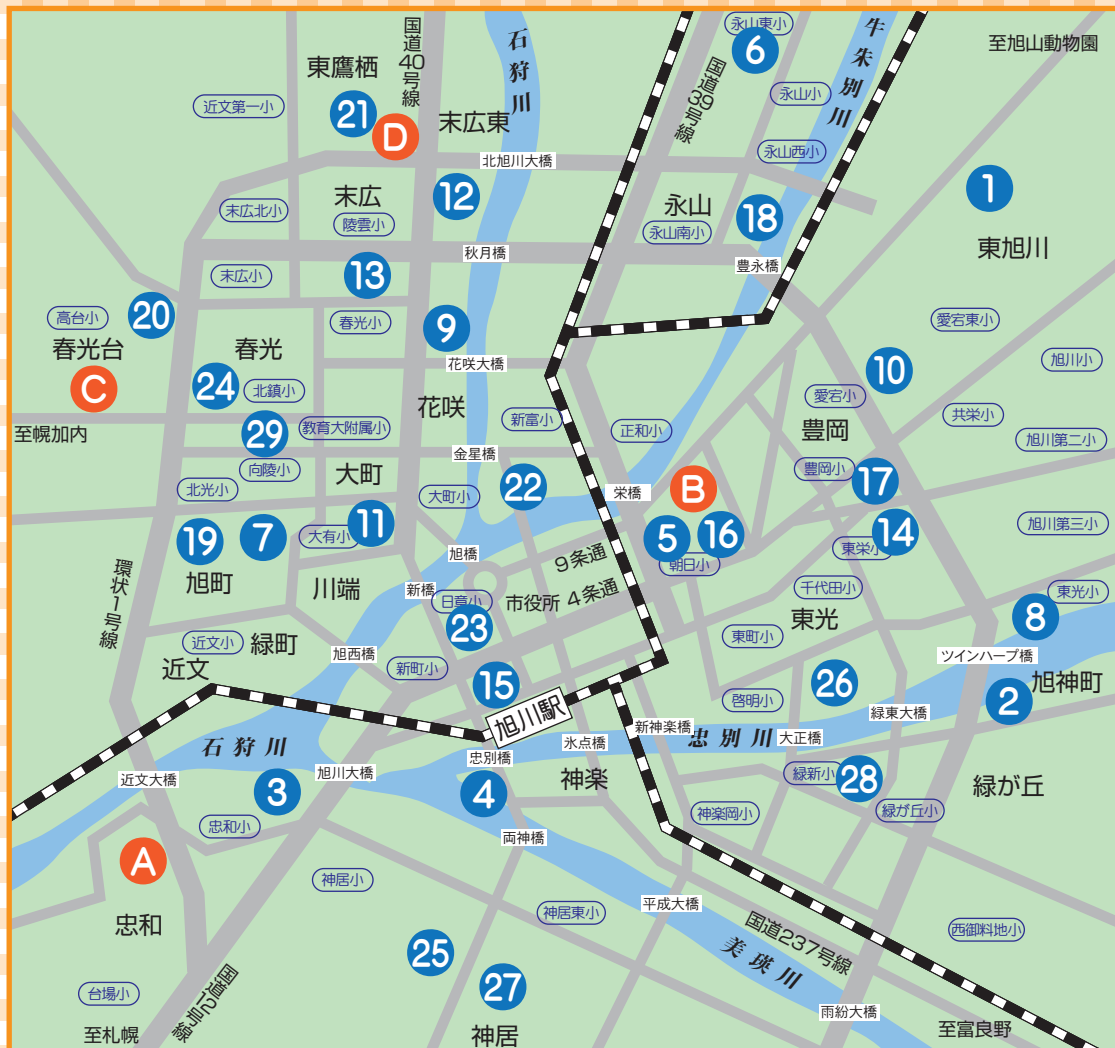 永山東小
6
牛朱別川
至旭山動物園
国道40号線
石狩川
国道39号線
東鷹栖
近文第一小
21
D
末広東
永山小
永山西小
北旭川大橋
1
末広
12
永山
18
末広北小
陵雲小
永山南小
東旭川
秋月橋
豊永橋
末広小
13
高台小
20
春光小
9
愛宕東小
春光台
春光
花咲大橋
旭川小
C
24
北鎮小
10
愛宕小
花咲
新富小
共栄小
至幌加内
29
教育大附属小
正和小
豊岡
旭川第二小
金星橋
向陵小
大町
豊岡小
北光小
大町小
22
栄橋
B
17
旭川第三小
19
7
大有小
11
5
16
14
東栄小
旭橋
9条通
朝日小
環状1号線
旭町
川端
新橋
日章小
市役所
4条通
千代田小
東光小
東光
8
近文小
緑町
23
東町小
近文
旭西橋
新町小
ツインハープ橋
15
26
旭神町
啓明小
2
旭川駅
緑東大橋
新神楽橋
忠別川
大正橋
石狩川
氷点橋
忠別橋
近文大橋
旭川大橋
3
4
神楽
緑新小
28
緑が丘
忠和小
神楽岡小
緑が丘小
両神橋
A
神居小
忠和
神居東小
平成大橋
国道237号線
西御料地小
25
美瑛川
台場小
27
国道12号線
雨紛大橋
至札幌
神居
至富良野